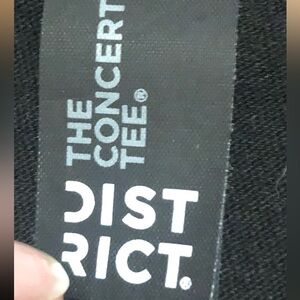 THE
CONCERT
TEE®
DIST
RICT.